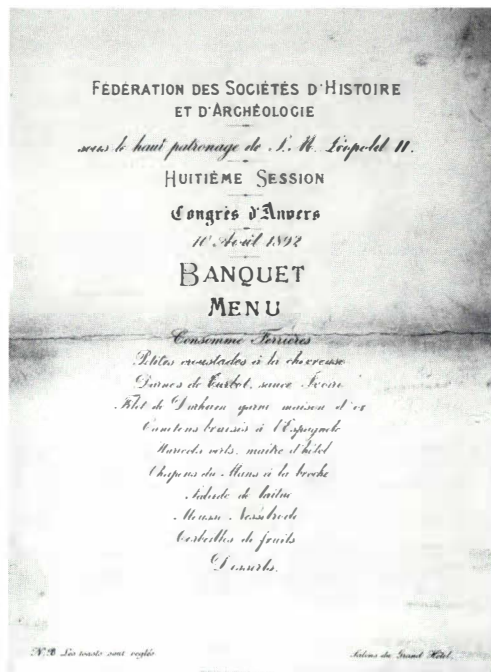 FÉDÉRATION DES SOCIÉTÉS D'HISTOIRE
ET D'ARCHÉOLOGIE
sous le haut patronage de S. M. Léopold II.
HUITIÈME SESSION
Congrès d'Anvers
10 Août 1892
BANQUET
MENU
Consommé Ferrières
Petites croustades à la chevreuse
Darnes de Turbot, sauce Ivoire
Filet de Durham garni maison d'or
Canetons braisés à l'Espagnole
Haricots verts, maître d'hôtel
Chapons du Mans à la broche
Salade de laitue
Mousse Nesselrode
Corbeilles de fruits
Desserts.
N.B Les toasts sont réglés
Salons du Grand Hôtel.